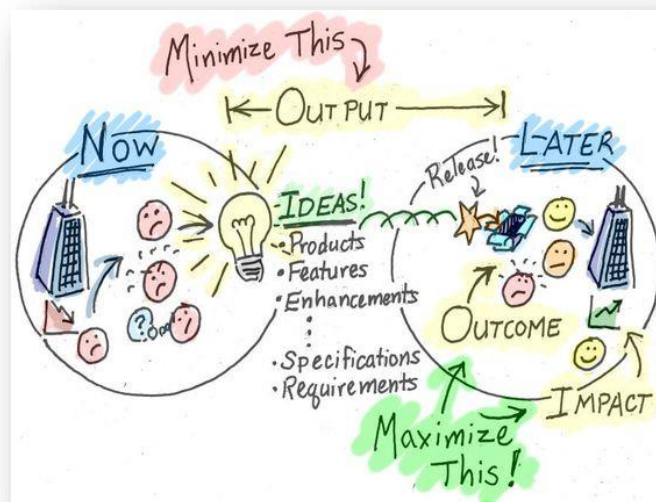 Minimize This
OUTPUT
NOW
LATER
Release!
IDEAS!
• Products
• Features
• Enhancements
• Specifications
• Requirements
?
OUTCOME
IMPACT
Maximize
This!